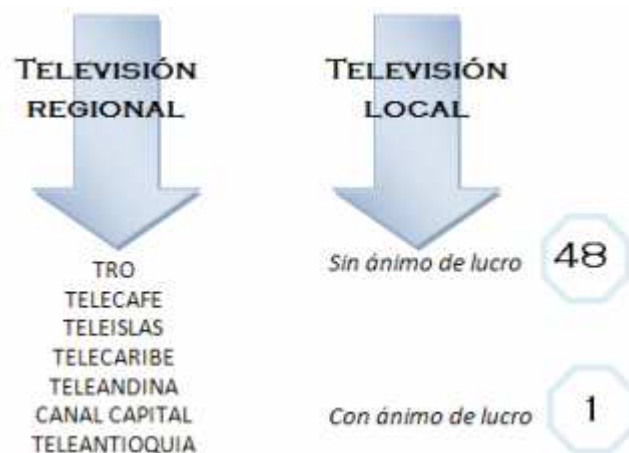 TELEVISIÓN
REGIONAL
TRO
TELECAFE
TELEISLAS
TELECARIBE
TELEANDINA
CANAL CAPITAL
TELEANTIOQUIA
TELEVISIÓN
LOCAL
Sin ánimo de lucro 48
Con ánimo de lucro 1